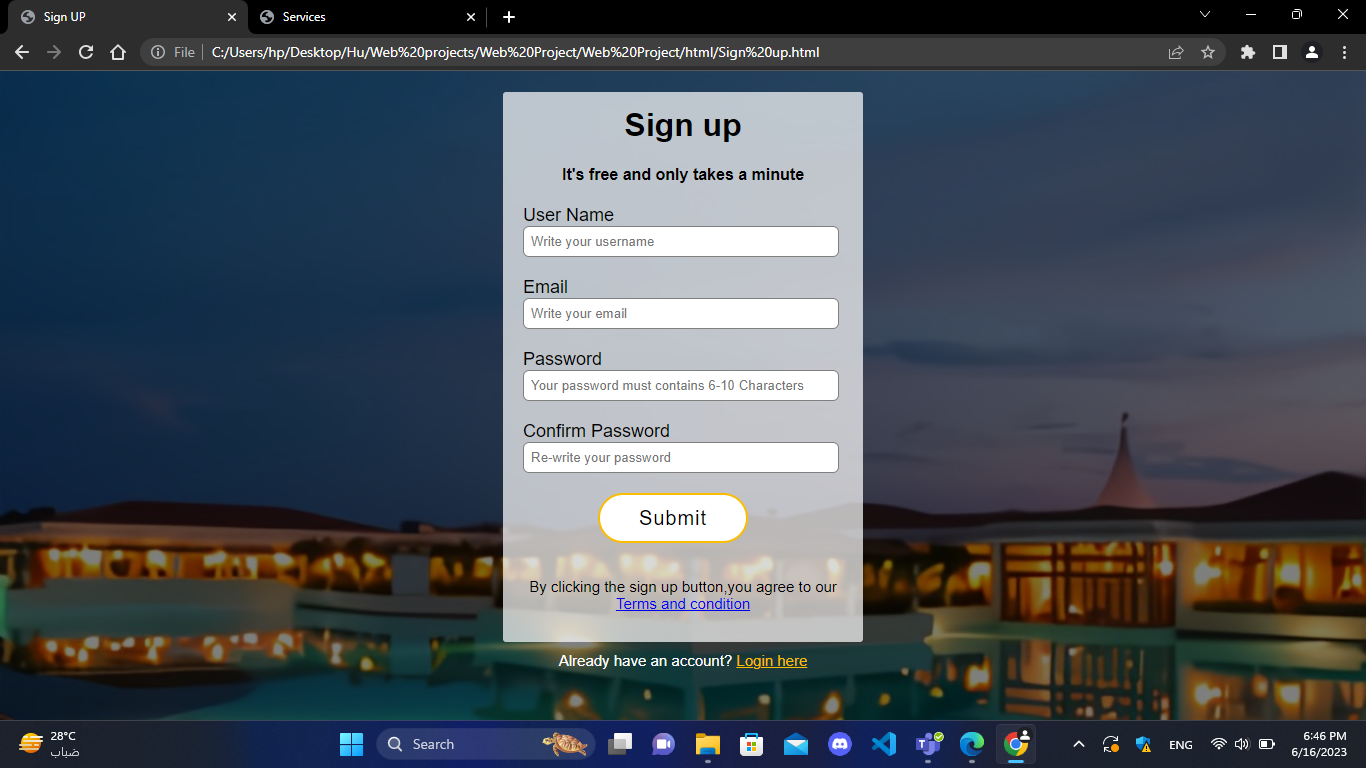 Sign UP
Services
File
C:/Users/hp/Desktop/Hu/Web%20projects/Web%20Project/Web%20Project/html/Sign%20up.html
Sign up
It's free and only takes a minute
User Name
Write your username
Email
Write your email
Password
Your password must contains 6-10 Characters
Confirm Password
Re-write your password
Submit
By clicking the sign up button,you agree to our
Terms and condition
Already have an account? Login here
28°C
ضباب
Search
ENG
6:46 PM
6/16/2023